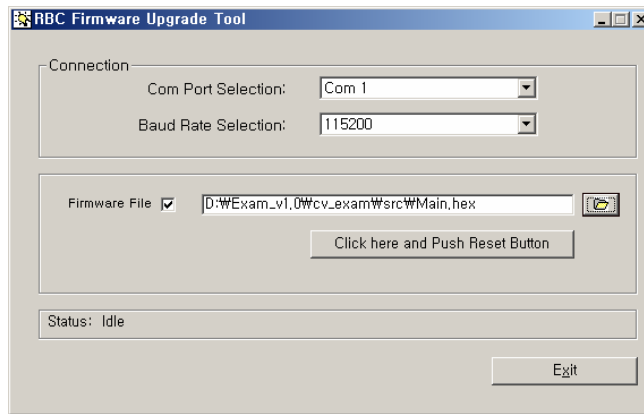 RBC Firmware Upgrade Tool
Connection
Com Port Selection: Com 1
Baud Rate Selection: 115200
Firmware File D:₩Exam_v1.0₩cv_exam₩src₩Main.hex
Click here and Push Reset Button
Status: Idle
Exit